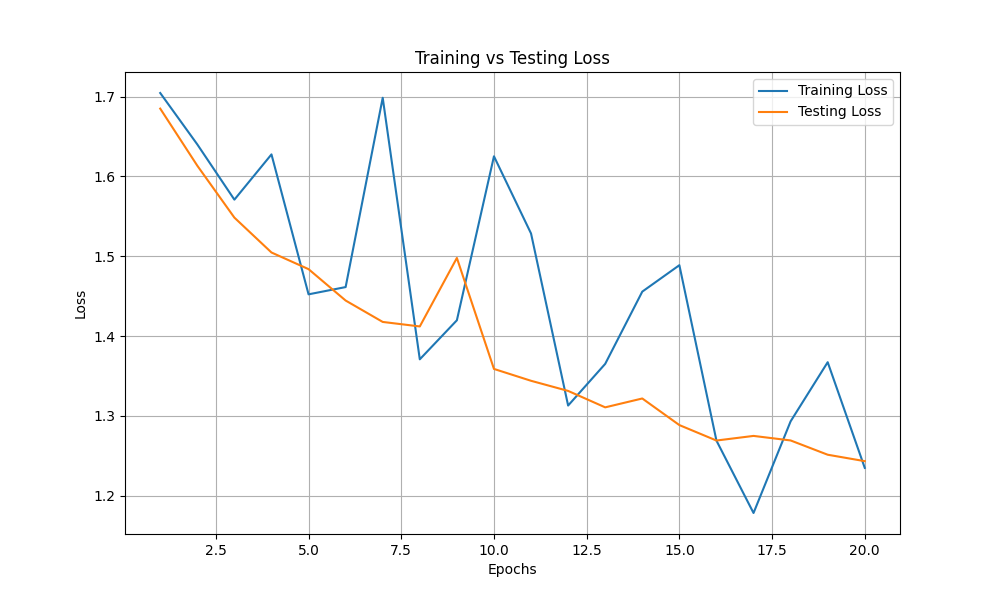 Training vs Testing Loss
Training Loss
Testing Loss
Loss
1.7
1.6
1.5
1.4
1.3
1.2
2.5 5.0 7.5 10.0 12.5 15.0 17.5 20.0
Epochs